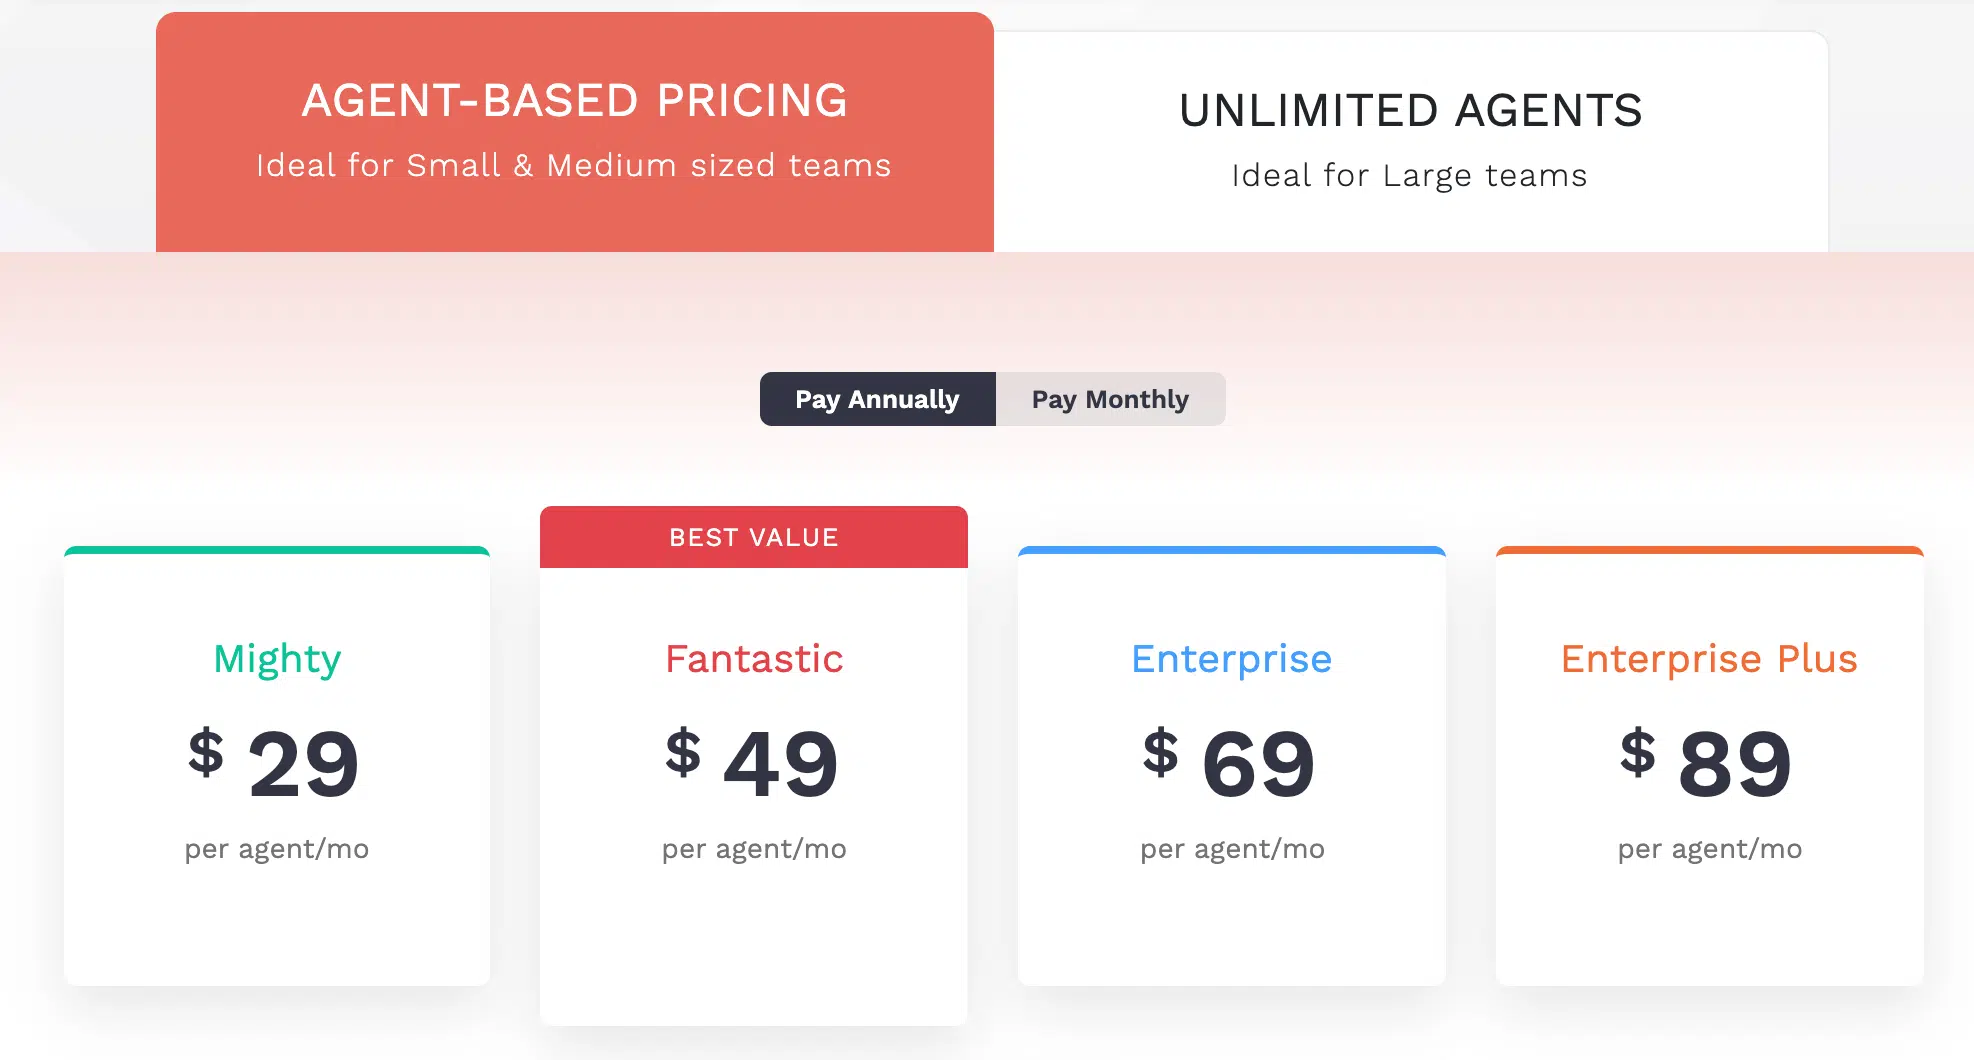 AGENT-BASED PRICING
Ideal for Small & Medium sized teams
UNLIMITED AGENTS
Ideal for Large teams
Pay Annually
Pay Monthly
Mighty
$ 29
per agent/mo
BEST VALUE
Fantastic
$ 49
per agent/mo
Enterprise
$ 69
per agent/mo
Enterprise Plus
$ 89
per agent/mo